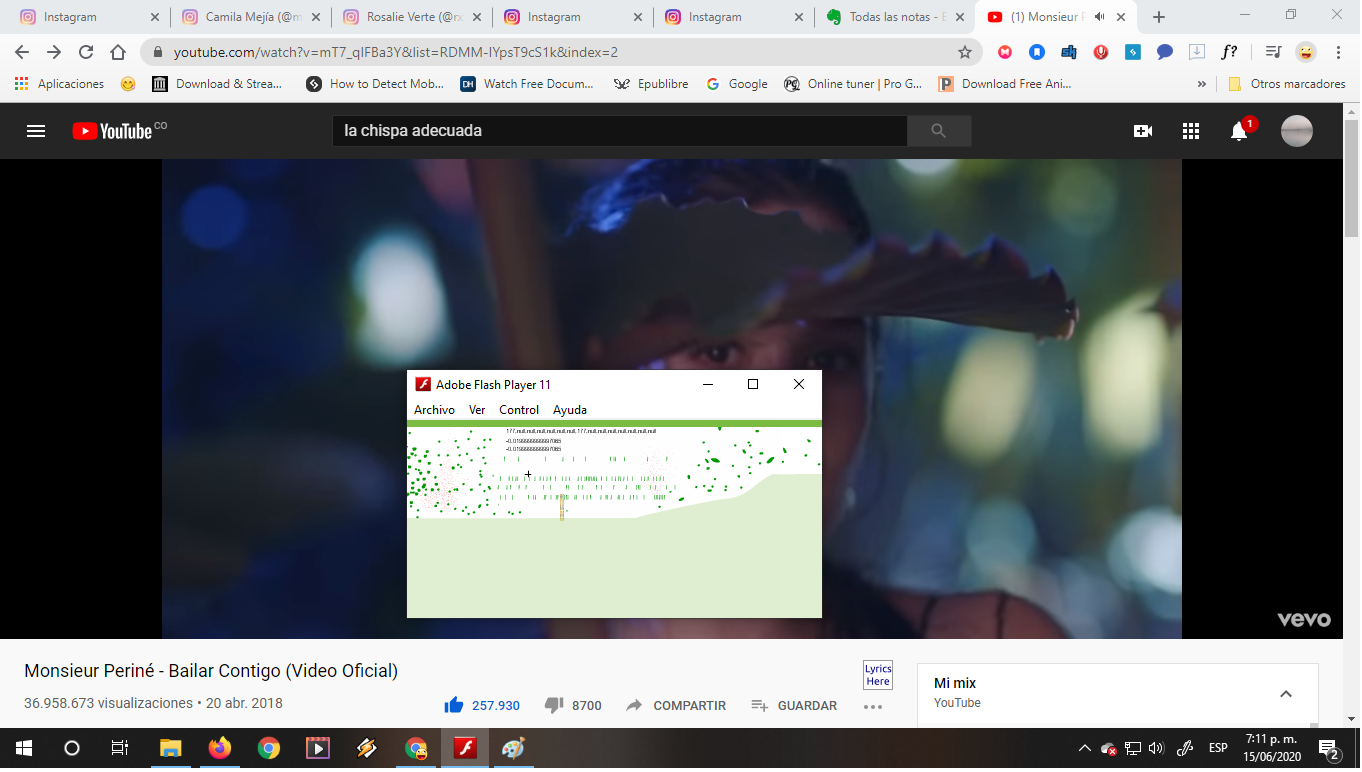 Instagram
Camila Mejía (@m
Rosalie Verte (@rx
Instagram
Instagram
Todas las notas - E
(1) Monsieur P
youtube.com/watch?v=mT7_qIFBa3Y&list=RDMM-IYpsT9cS1k&index=2
Aplicaciones
Download & Strea...
How to Detect Mob...
DH Watch Free Docum...
Epublibre
Google
Online tuner | Pro G...
Download Free Ani...
Otros marcadores
YouTube CO
la chispa adecuada
1
Adobe Flash Player 11
Archivo Ver Control Ayuda
vevo
Monsieur Periné - Bailar Contigo (Video Oficial)
36.958.673 visualizaciones • 20 abr. 2018
257.930
8700
COMPARTIR
GUARDAR
Lyrics
Here
Mi mix
YouTube
ESP
7:11 p. m.
15/06/2020
2